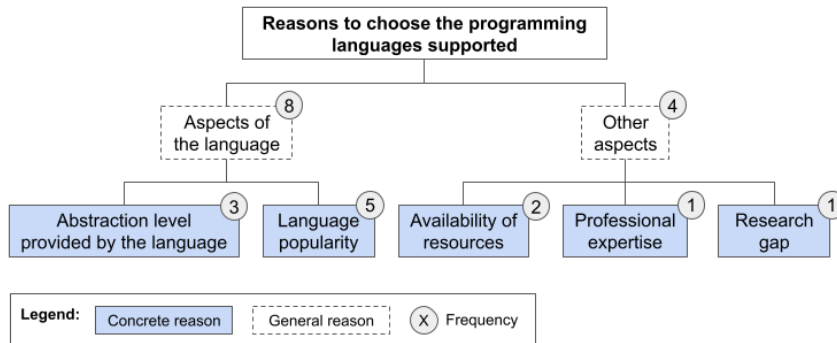 Reasons to choose the programming
languages supported
8
Aspects of
the language
4
Other
aspects
3
Abstraction level
provided by the language
5
Language
popularity
2
Availability of
resources
1
Professional
expertise
1
Research
gap
Legend: Concrete reason General reason X Frequency